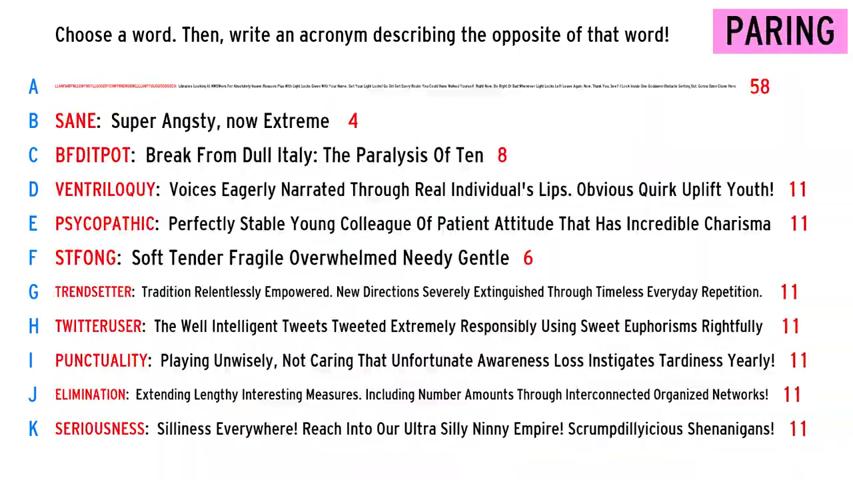 Choose a word. Then, write an acronym describing the opposite of that word!
PARING
A 58
B SANE: Super Angsty, now Extreme 4
C BFDITPOT: Break From Dull Italy: The Paralysis Of Ten 8
D VENTRILOQUY: Voices Eagerly Narrated Through Real Individual's Lips. Obvious Quirk Uplift Youth! 11
E PSYCOPATHIC: Perfectly Stable Young Colleague Of Patient Attitude That Has Incredible Charisma 11
F STFONG: Soft Tender Fragile Overwhelmed Needy Gentle 6
G TRENDSETTER: Tradition Relentlessly Empowered. New Directions Severely Extinguished Through Timeless Everyday Repetition. 11
H TWITTERUSER: The Well Intelligent Tweets Tweeted Extremely Responsibly Using Sweet Euphorisms Rightfully 11
I PUNCTUALITY: Playing Unwisely, Not Caring That Unfortunate Awareness Loss Instigates Tardiness Yearly! 11
J ELIMINATION: Extending Lengthy Interesting Measures. Including Number Amounts Through Interconnected Organized Networks! 11
K SERIOUSNESS: Silliness Everywhere! Reach Into Our Ultra Silly Ninny Empire! Scrumpdillyicious Shenanigans! 11